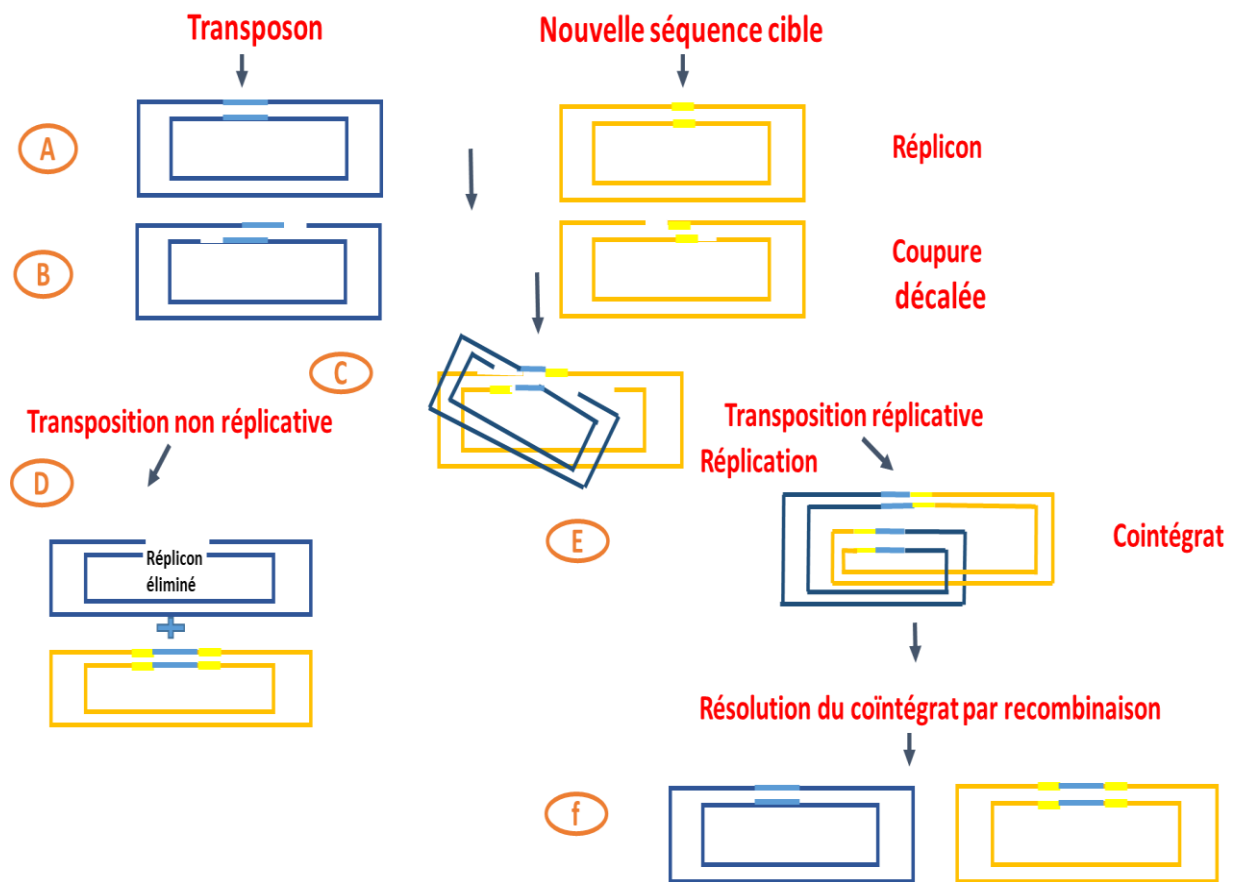 Transposon
Nouvelle séquence cible
A
Réplicon
B
Coupure
décalée
C
Transposition non réplicative
Transposition réplicative
Réplication
D
E
Cointégrat
Réplicon
éliminé
Résolution du coïntégrat par recombinaison
f